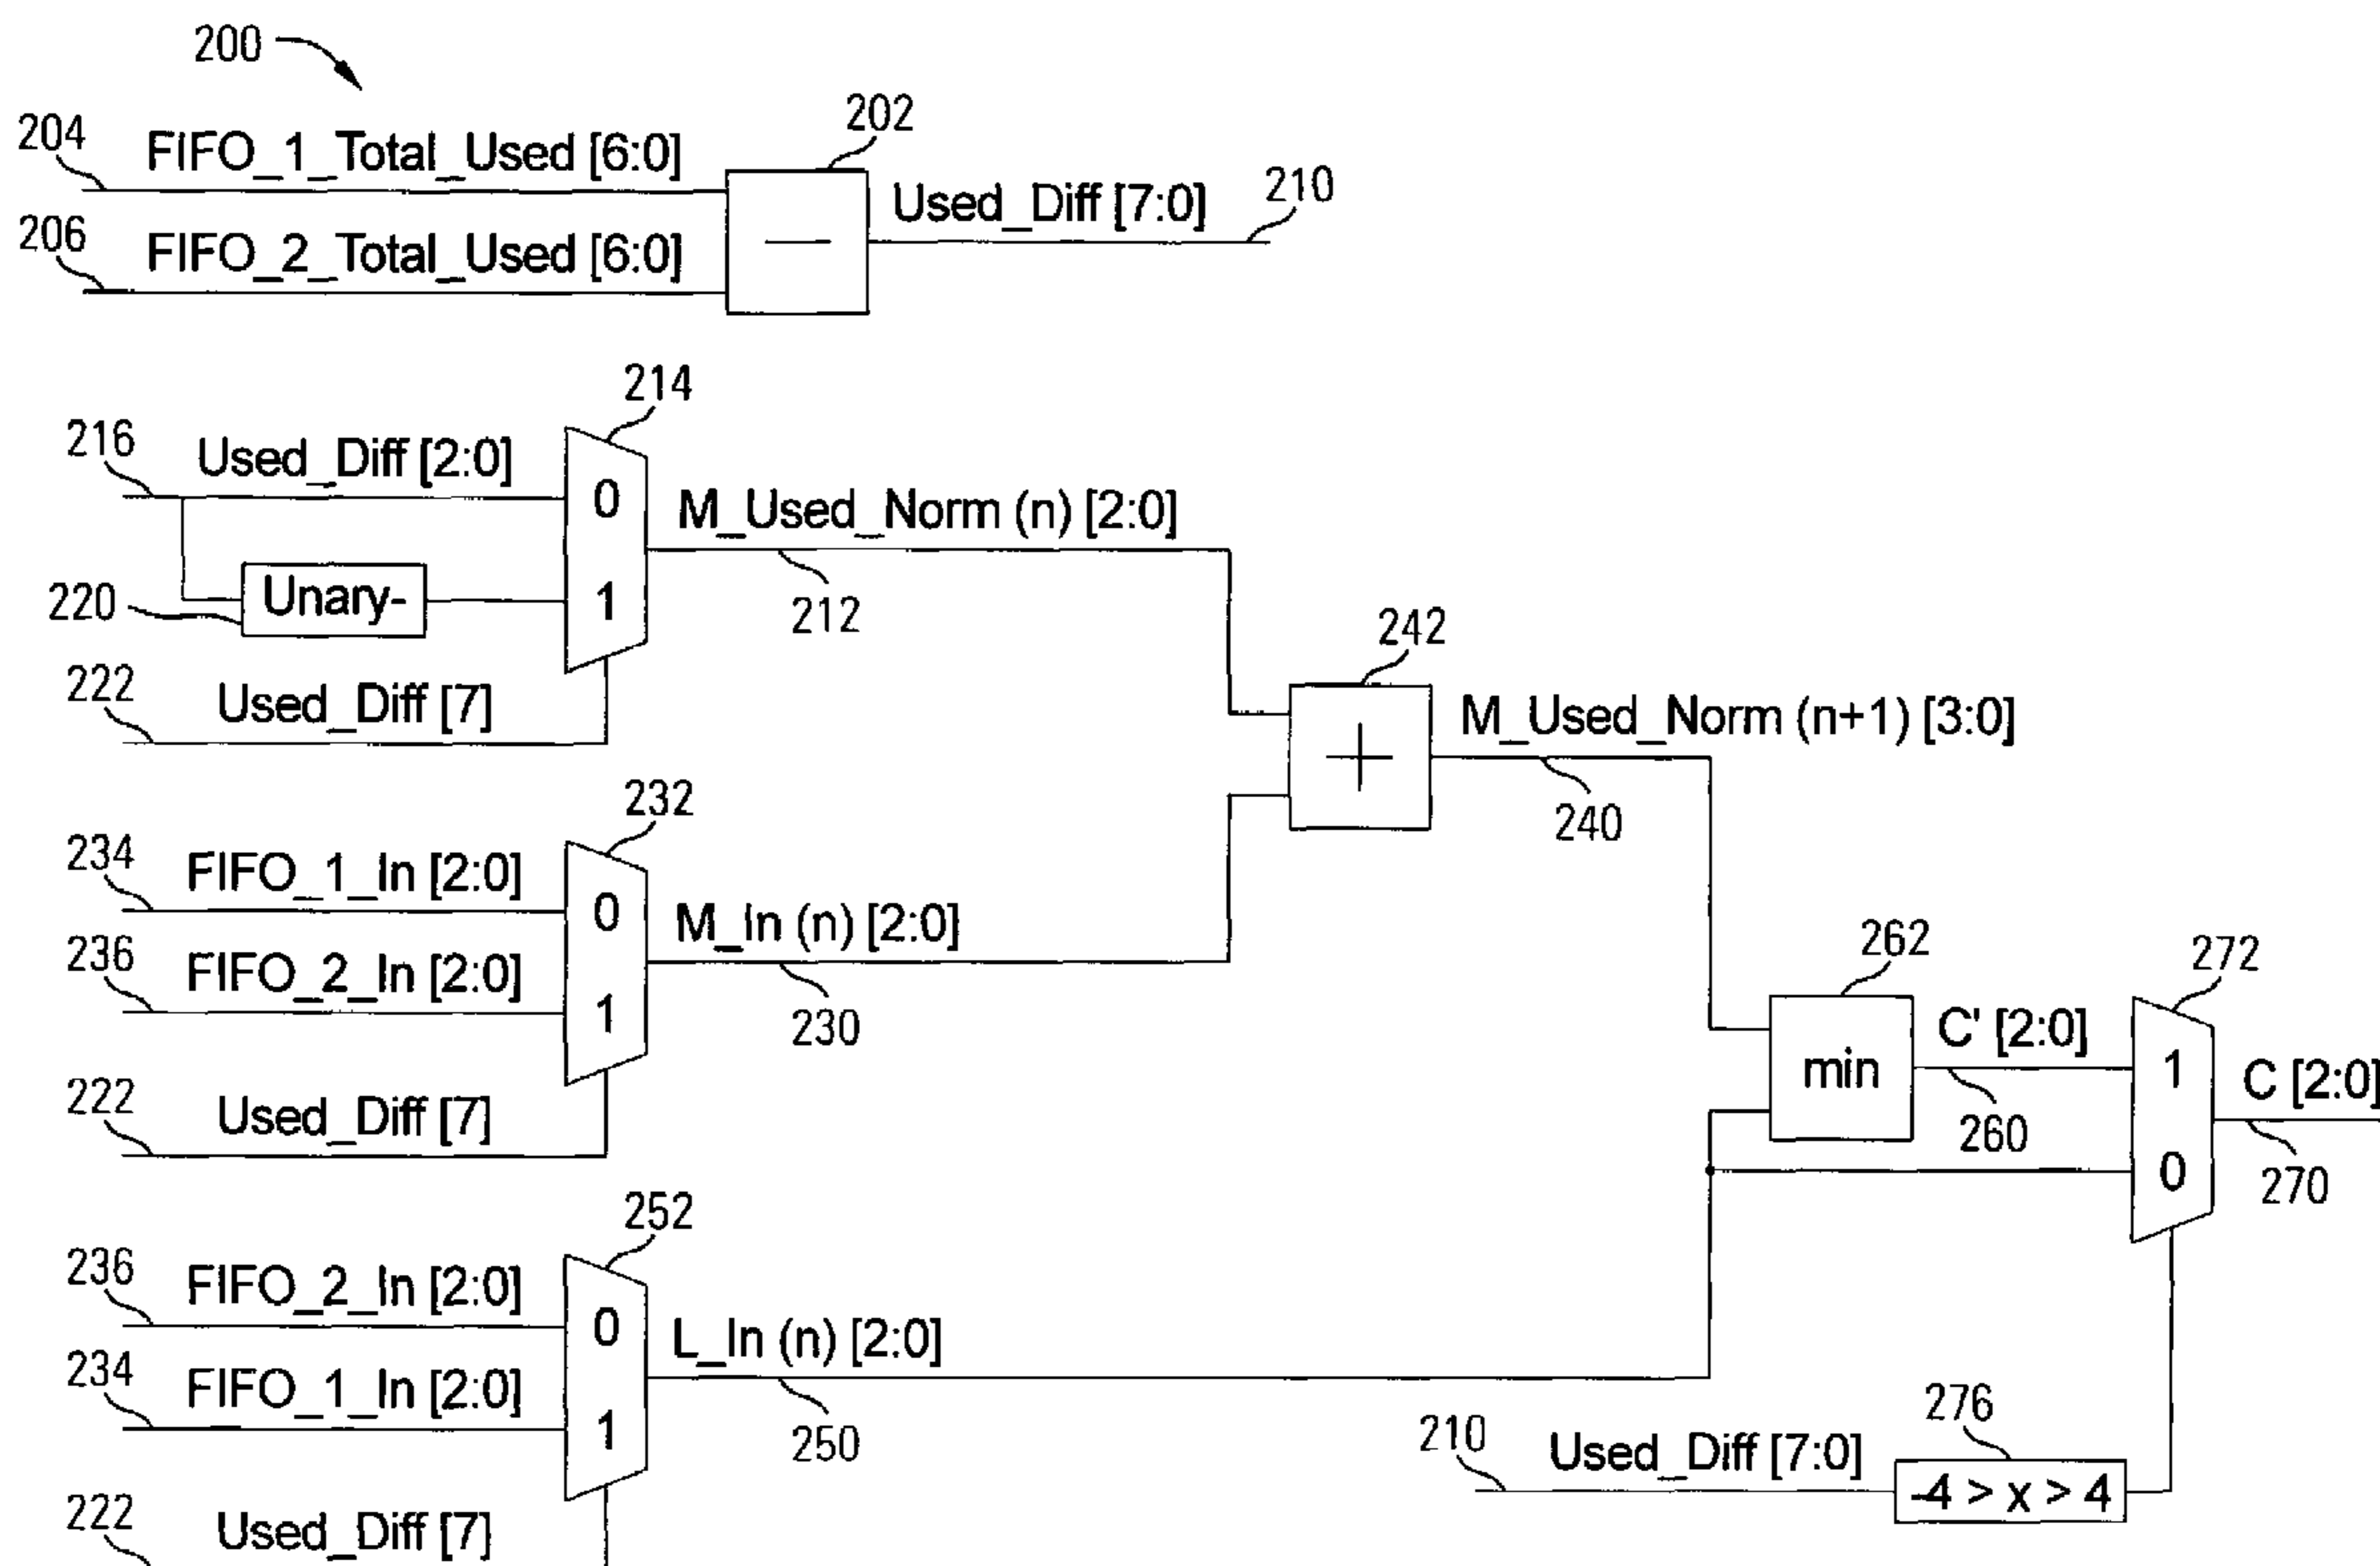 200
204
FIFO_1_Total_Used [6:0]
202
206
FIFO_2_Total_Used [6:0]
—
Used_Diff [7:0]
210
214
216
Used_Diff [2:0]
0
M_Used_Norm (n) [2:0]
212
220
Unary-
1
222
Used_Diff [7]
242
+
M_Used_Norm (n+1) [3:0]
240
232
234
FIFO_1_In [2:0]
0
236
FIFO_2_In [2:0]
1
M_In (n) [2:0]
230
222
Used_Diff [7]
262
min
C' [2:0]
260
272
1
0
C [2:0]
270
252
236
FIFO_2_In [2:0]
0
234
FIFO_1_In [2:0]
1
L_In (n) [2:0]
250
222
Used_Diff [7]
210
Used_Diff [7:0]
276
-4 > x > 4